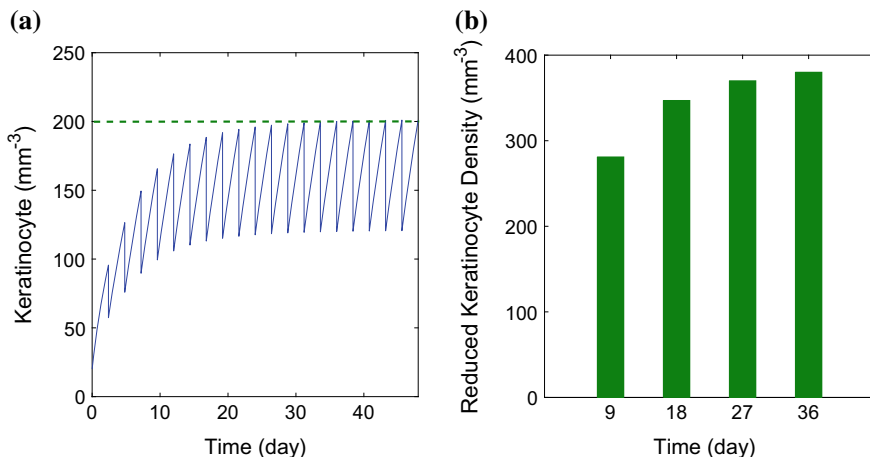 (a)
250
200
150
100
50
0
Keratinocyte (mm⁻³)
0 10 20 30 40
Time (day)
(b)
400
300
200
100
0
Reduced Keratinocyte Density (mm⁻³)
9 18 27 36
Time (day)